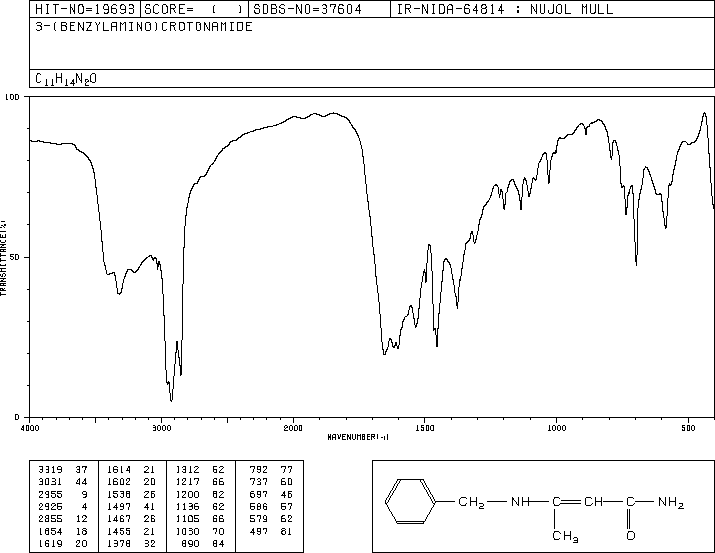 HIT-NO=19693 SCORE= ( ) SDBS-NO=37604 IR-NIDA-64814 : NUJOL MULL
3-(BENZYLAMINO)CROTONAMIDE
C11H14N2O
100
50
0
TRANSMITTANCE(%)
4000 3000 2000 1500 1000 500
WAVENUMBER(-1)
3319 37 1614 21 1312 52 792 77
3031 44 1602 20 1217 66 737 60
2955 9 1538 26 1200 82 697 46
2925 4 1497 41 1136 62 586 57
2855 12 1467 26 1105 66 579 62
1654 18 1455 21 1030 70 497 81
1619 20 1378 32 890 84
CH2 NH C CH C NH2
CH3 O